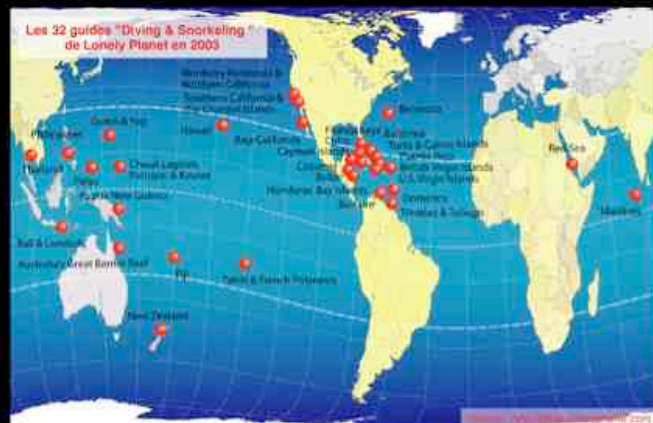 Les 32 guides "Diving & Snorkeling"
de Lonely Planet en 2003
Monterey Peninsula &
Northern California
Southern California &
the Channel Islands
Bermuda
Guam & Yap
Hawaii
Baja California
Florida Keys
Bahamas
Philippines
Cuba
Turks & Caicos Islands
Cayman Islands
Puerto Rico
Red Sea
Thailand
Palau
Chuuk Lagoon,
Pohnpei & Kosrae
Cozumel
British Virgin Islands
Belize
U.S. Virgin Islands
Papua New Guinea
Honduras' Bay Islands
Dominica
Maldives
Bonaire
Trinidad & Tobago
Bali & Lombok
Australia's Great Barrier Reef
Fiji
Tahiti & French Polynesia
New Zealand